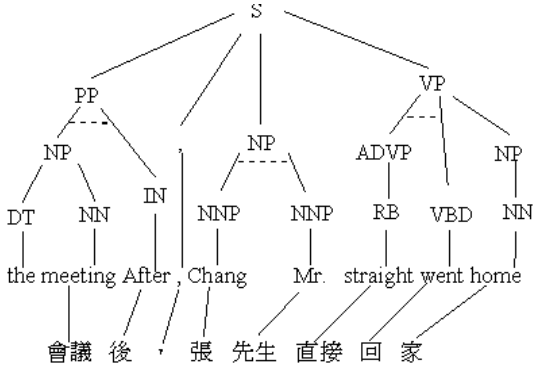 S
PP VP
, NP
NP ADVP NP
IN
DT NN NNP NNP RB VBD NN
the meeting After , Chang Mr. straight went home
會議 後 , 張 先生 直接 回 家